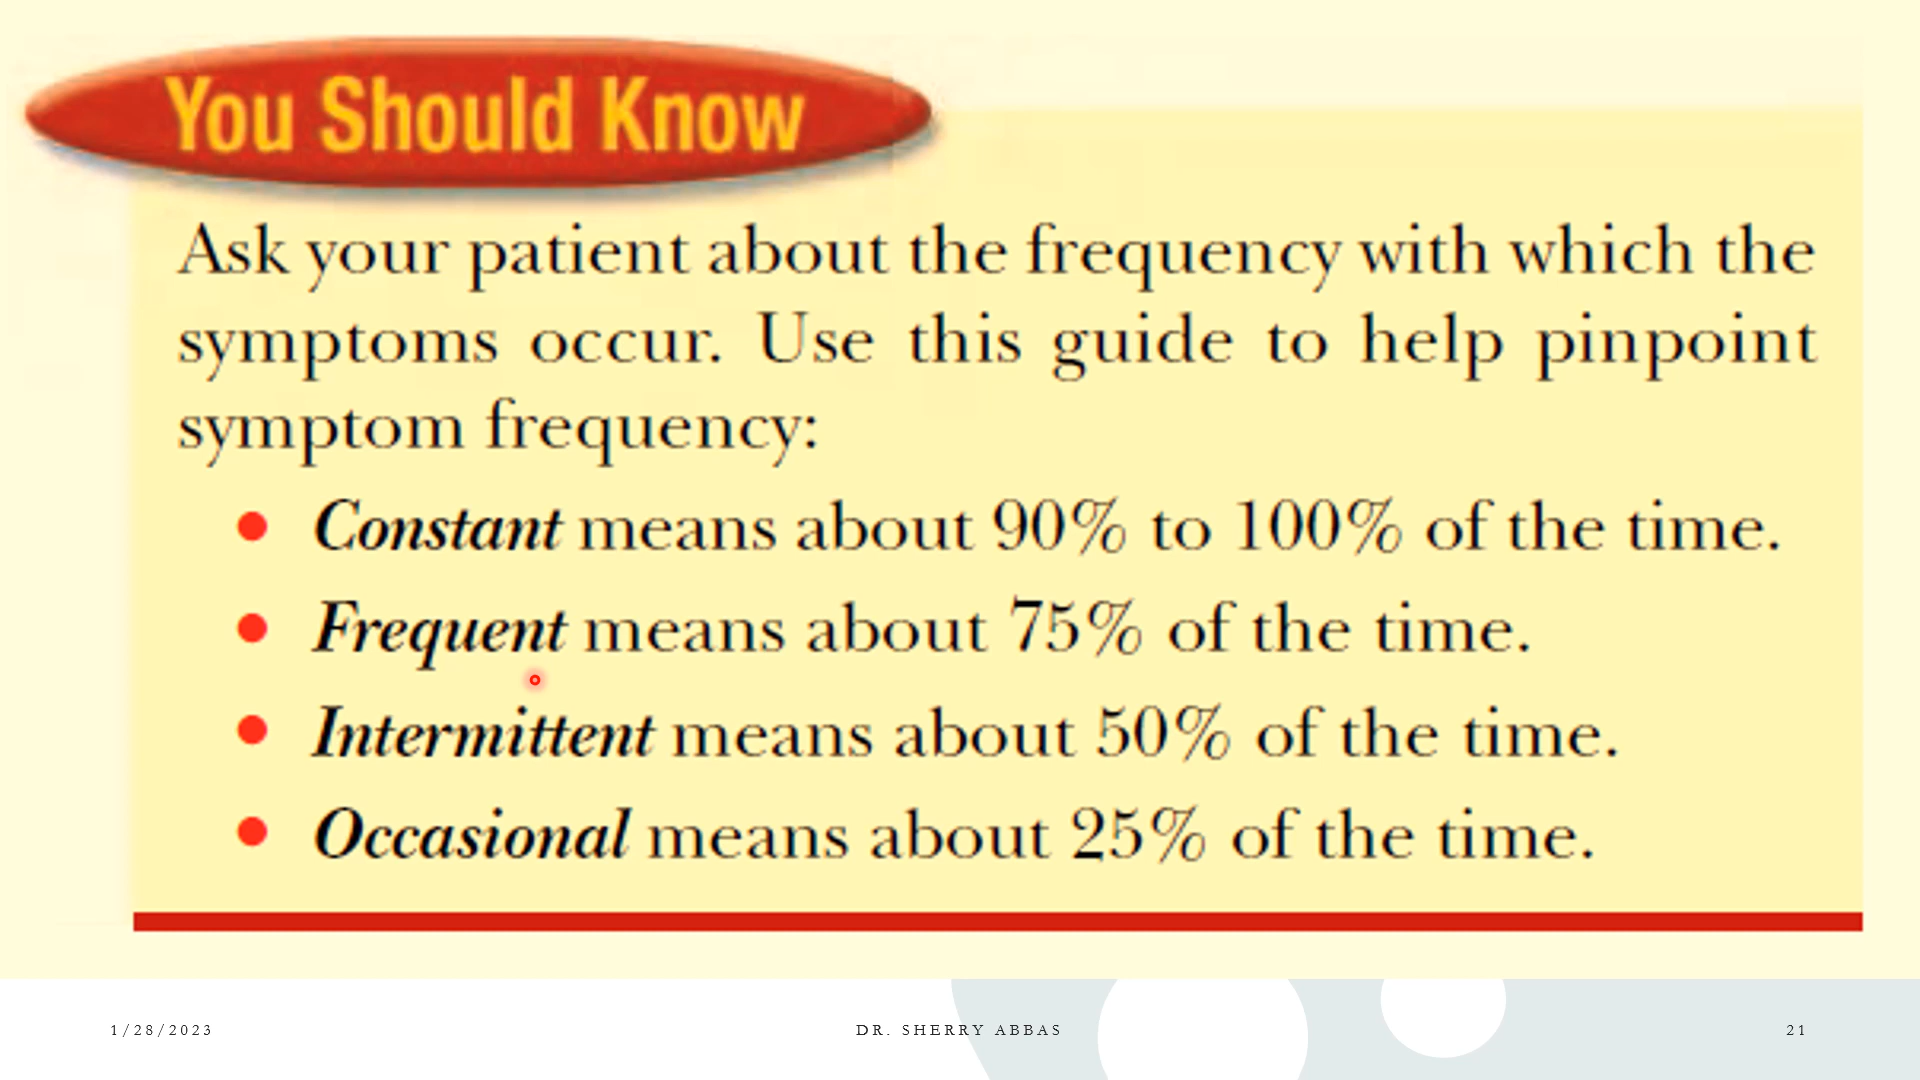 You Should Know
Ask your patient about the frequency with which the
symptoms occur. Use this guide to help pinpoint
symptom frequency:
• Constant means about 90% to 100% of the time.
• Frequent means about 75% of the time.
• Intermittent means about 50% of the time.
• Occasional means about 25% of the time.
1/28/2023
DR. SHERRY ABBAS
21